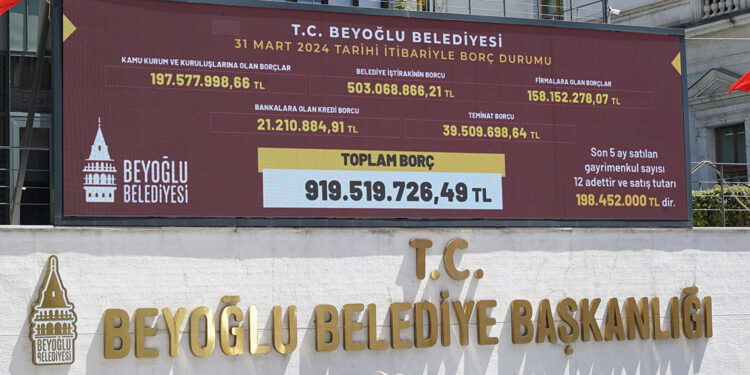 T.C. BEYOĞLU BELEDİYESİ
31 MART 2024 TARİHİ İTİBARİYLE BORÇ DURUMU
KAMU KURUM VE KURULUŞLARINA OLAN BORÇLAR
197.577.998,66 TL
BELEDİYE İŞTİRAKİNİN BORCU
503.068.866,21 TL
FİRMALARA OLAN BORÇLAR
158.152.278,07 TL
BANKALARA OLAN KREDİ BORCU
21.210.884,91 TL
TEMİNAT BORCU
39.509.698,64 TL
TOPLAM BORÇ
919.519.726,49 TL
Son 5 ay satılan
gayrimenkul sayısı
12 adettir ve satış tutarı
198.452.000 TL dir.
BEYOĞLU
BELEDİYESİ
T.C.
BEYOĞLU BELEDİYE BAŞKANLIĞI
BEYOĞLU
BELEDİYESİ